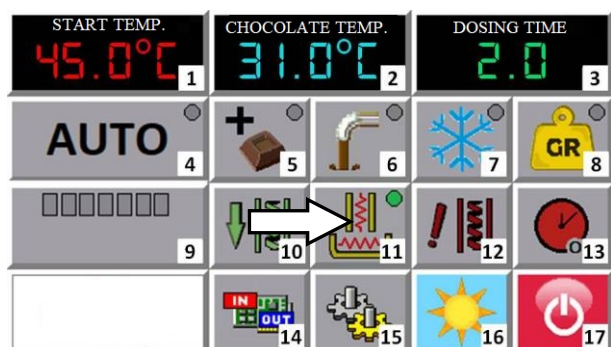 START TEMP. CHOCOLATE TEMP. DOSING TIME
45.0°C 1 31.0°C 2 2.0 3
AUTO 4 + 5 6 7 GR 8
9 10 11 ! 12 13
IN OUT 14 15 16 17